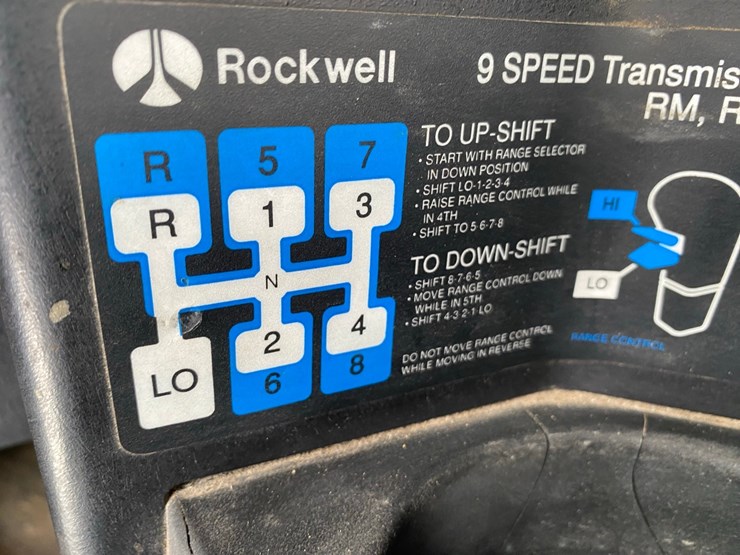 Rockwell
9 SPEED Transmis
RM, R
R 5 7
R 1 3
N
LO 2 4
6 8
TO UP-SHIFT
• START WITH RANGE SELECTOR
IN DOWN POSITION
• SHIFT LO-1-2-3-4
• RAISE RANGE CONTROL WHILE
IN 4TH
• SHIFT TO 5 6-7-8
TO DOWN-SHIFT
• SHIFT 8-7-6-5
• MOVE RANGE CONTROL DOWN
WHILE IN 5TH
• SHIFT 4-3 2-1 LO
DO NOT MOVE RANGE CONTROL
WHILE MOVING IN REVERSE
HI
LO
RANGE CONTROL